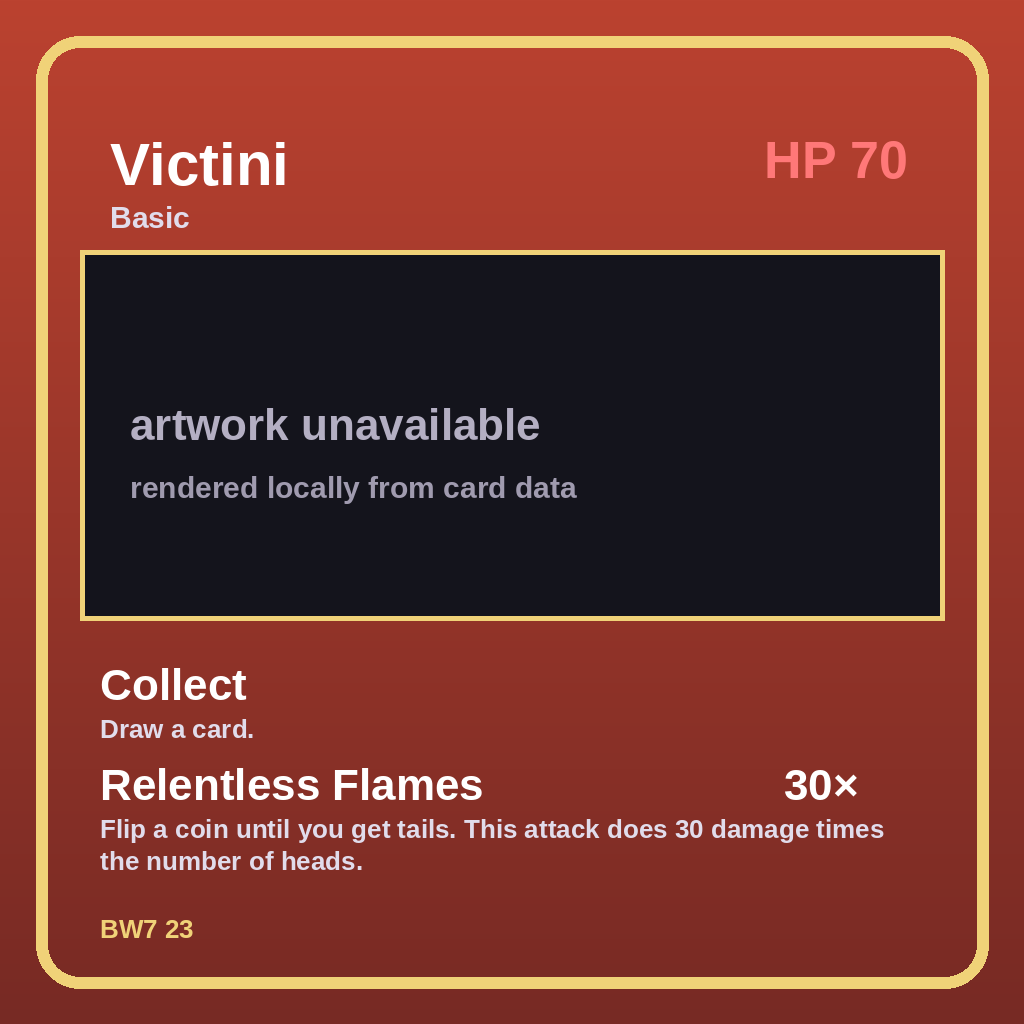 Victini
HP 70
Basic
artwork unavailable
rendered locally from card data
Collect
Draw a card.
Relentless Flames
30×
Flip a coin until you get tails. This attack does 30 damage times
the number of heads.
BW7 23